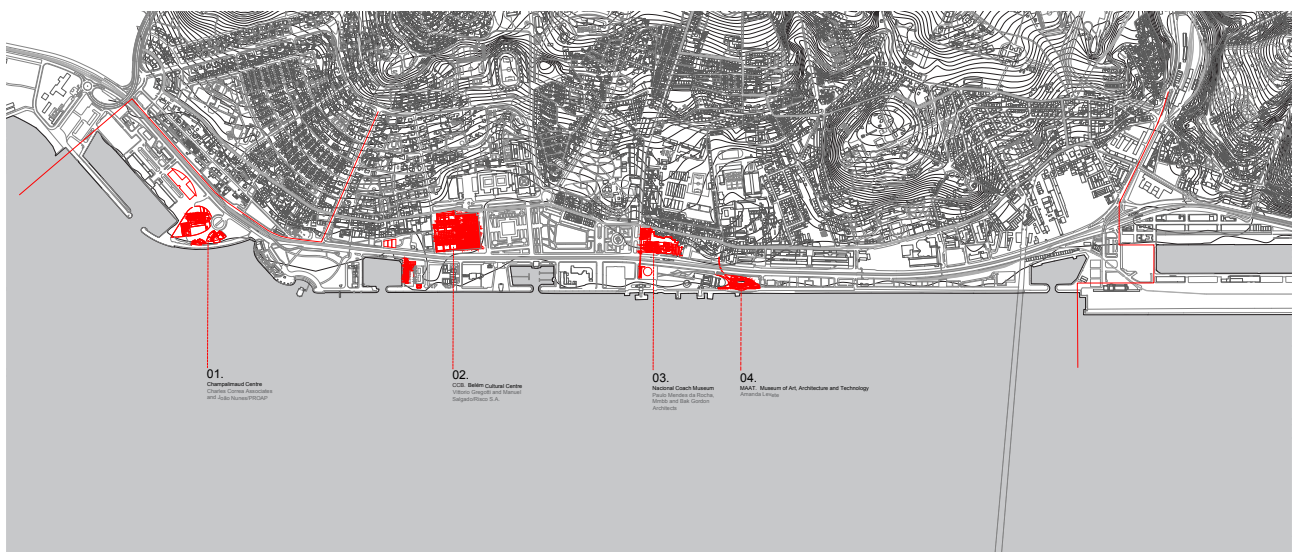 01.
Champalimaud Centre
Charles Correa Associates
and João Nunes/PROAP
02.
CCB. Belém Cultural Centre
Vittorio Gregotti and Manuel
Salgado/Risco S.A.
03.
Nacional Coach Museum
Paulo Mendes da Rocha,
Mmbb and Bak Gordon
Architects
04.
MAAT. Museum of Art, Architecture and Technology
Amanda Levete